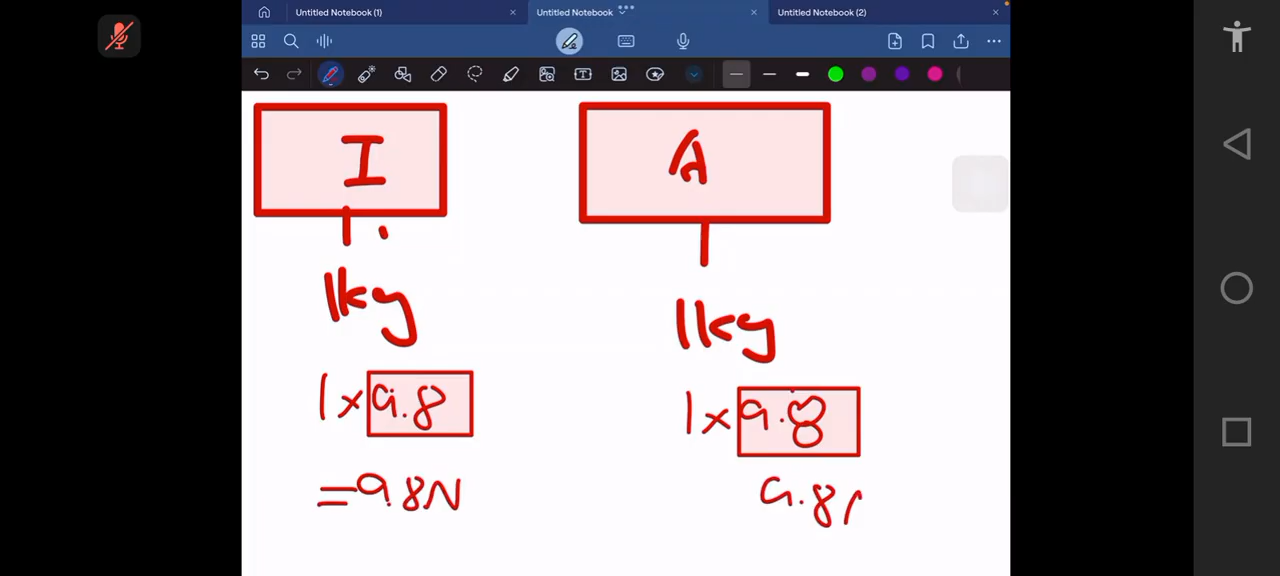 Untitled Notebook (1)
Untitled Notebook
Untitled Notebook (2)
I
A
1kg
1kg
1 x 9.8
1 x 9.8
= 9.8N
9.8